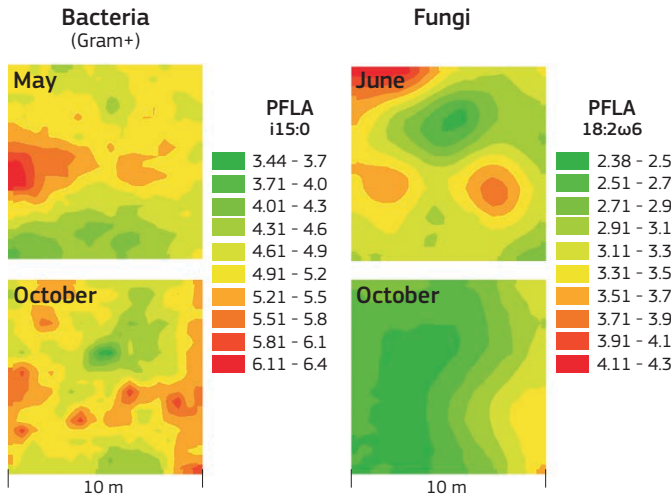 Bacteria
(Gram+)
May
PFLA
i15:0
3.44 – 3.7
3.71 – 4.0
4.01 – 4.3
4.31 – 4.6
4.61 – 4.9
4.91 – 5.2
5.21 – 5.5
5.51 – 5.8
5.81 – 6.1
6.11 – 6.4
October
10 m
Fungi
June
PFLA
18:2ω6
2.38 – 2.5
2.51 – 2.7
2.71 – 2.9
2.91 – 3.1
3.11 – 3.3
3.31 – 3.5
3.51 – 3.7
3.71 – 3.9
3.91 – 4.1
4.11 – 4.3
October
10 m